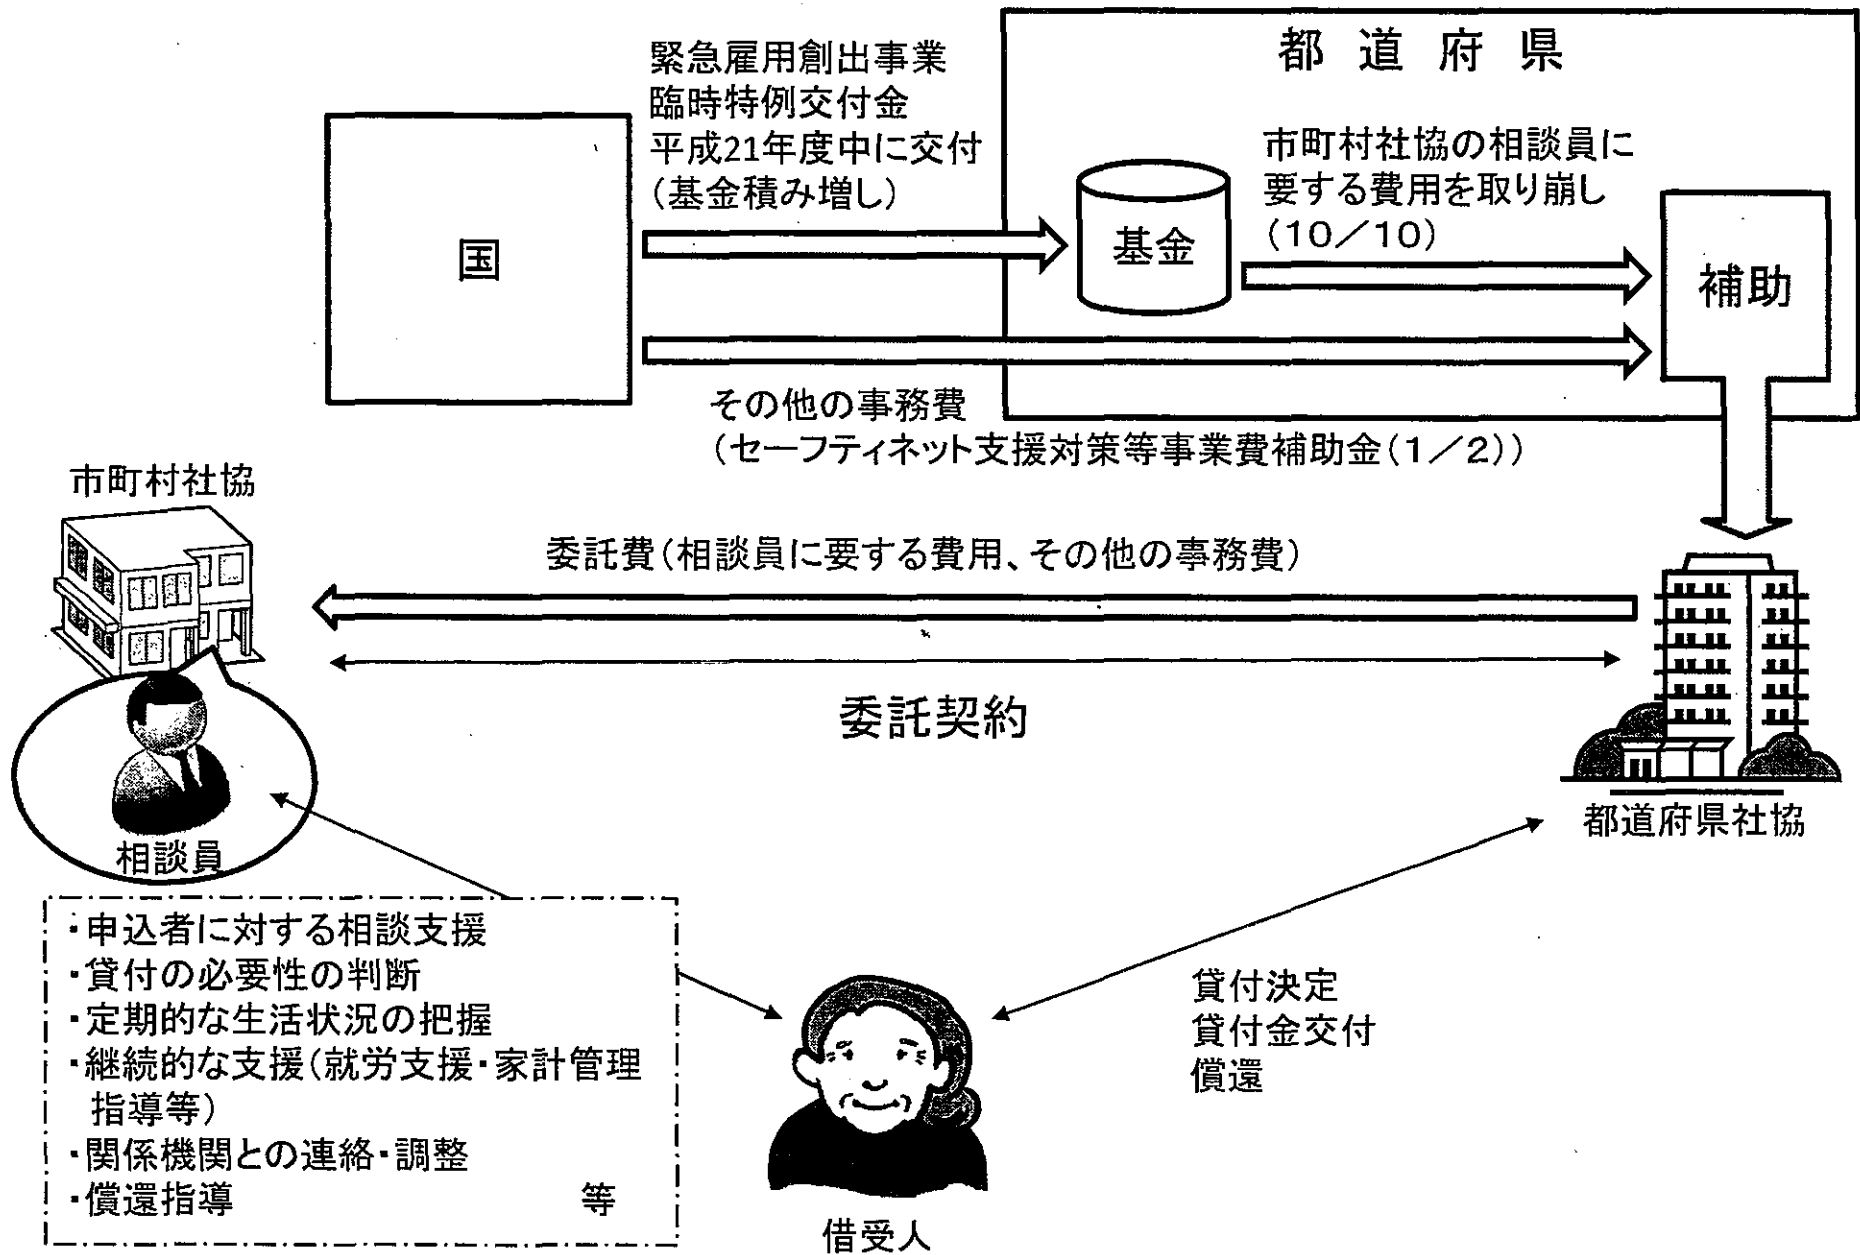 都道府県
緊急雇用創出事業
臨時特例交付金
平成21年度中に交付
（基金積み増し）
市町村社協の相談員に
要する費用を取り崩し
（10／10）
国
基金
補助
その他の事務費
（セーフティネット支援対策等事業費補助金（1／2））
市町村社協
委託費（相談員に要する費用、その他の事務費）
委託契約
都道府県社協
相談員
・申込者に対する相談支援
・貸付の必要性の判断
・定期的な生活状況の把握
・継続的な支援（就労支援・家計管理
指導等）
・関係機関との連絡・調整
・償還指導 等
貸付決定
貸付金交付
償還
借受人